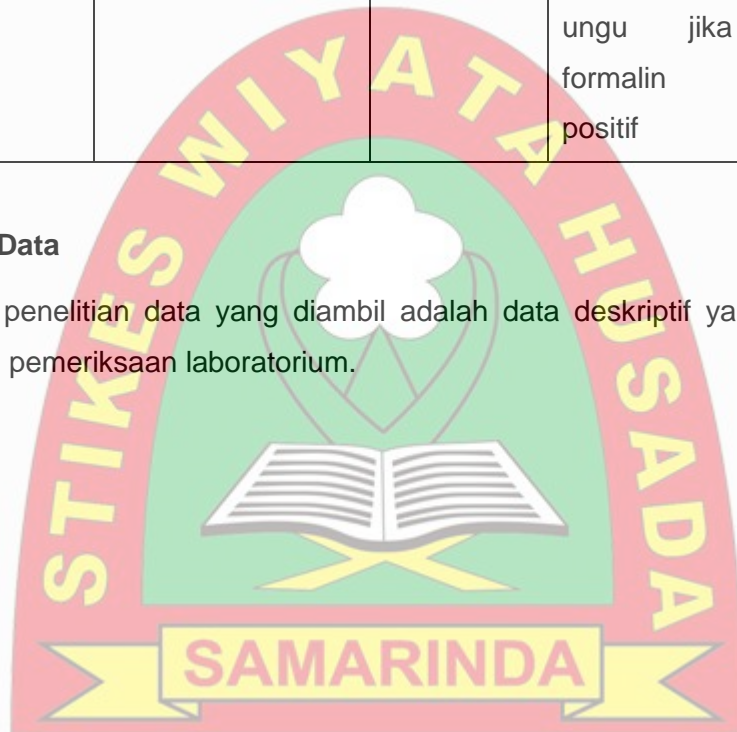 ungu jika
formalin
positif
Data
penelitian data yang diambil adalah data deskriptif ya
pemeriksaan laboratorium.
STIKES WIYATA HUSADA
SAMARINDA